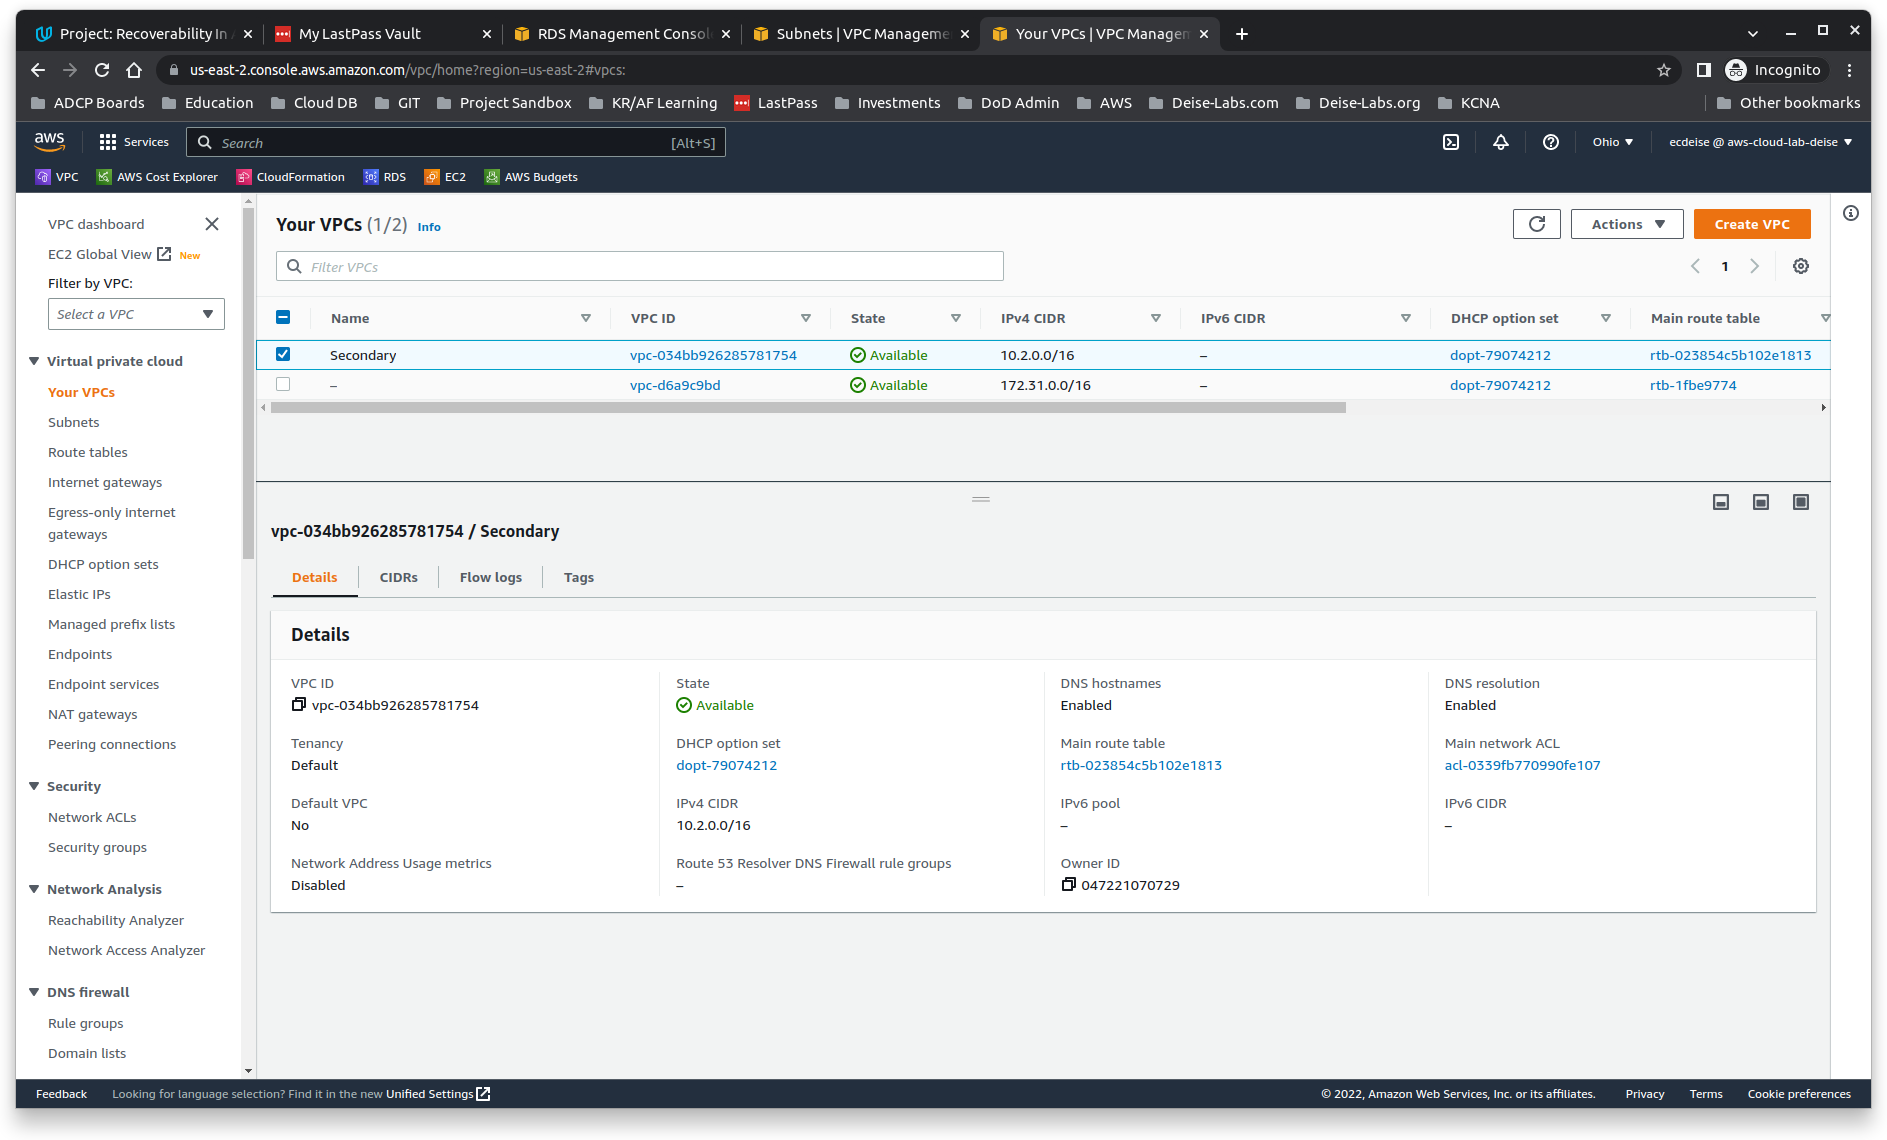 Project: Recoverability In A
My LastPass Vault
RDS Management Consol
Subnets | VPC Manageme
Your VPCs | VPC Managem
us-east-2.console.aws.amazon.com/vpc/home?region=us-east-2#vpcs:
Incognito
ADCP Boards Education Cloud DB GIT Project Sandbox KR/AF Learning LastPass Investments DoD Admin AWS Deise-Labs.com Deise-Labs.org KCNA Other bookmarks
aws Services Search [Alt+S] Ohio ecdeise @ aws-cloud-lab-deise
VPC AWS Cost Explorer CloudFormation RDS EC2 AWS Budgets
VPC dashboard
EC2 Global View New
Filter by VPC:
Select a VPC
Virtual private cloud
Your VPCs
Subnets
Route tables
Internet gateways
Egress-only internet
gateways
DHCP option sets
Elastic IPs
Managed prefix lists
Endpoints
Endpoint services
NAT gateways
Peering connections
Security
Network ACLs
Security groups
Network Analysis
Reachability Analyzer
Network Access Analyzer
DNS firewall
Rule groups
Domain lists
Your VPCs (1/2) Info
Actions
Create VPC
Filter VPCs
1
Name VPC ID State IPv4 CIDR IPv6 CIDR DHCP option set Main route table
Secondary vpc-034bb926285781754 Available 10.2.0.0/16 – dopt-79074212 rtb-023854c5b102e1813
– vpc-d6a9c9bd Available 172.31.0.0/16 – dopt-79074212 rtb-1fbe9774
vpc-034bb926285781754 / Secondary
Details CIDRs Flow logs Tags
Details
VPC ID State DNS hostnames DNS resolution
vpc-034bb926285781754 Available Enabled Enabled
Tenancy DHCP option set Main route table Main network ACL
Default dopt-79074212 rtb-023854c5b102e1813 acl-0339fb770990fe107
Default VPC IPv4 CIDR IPv6 pool IPv6 CIDR
No 10.2.0.0/16 – –
Network Address Usage metrics Route 53 Resolver DNS Firewall rule groups Owner ID
Disabled – 047221070729
Feedback Looking for language selection? Find it in the new Unified Settings © 2022, Amazon Web Services, Inc. or its affiliates. Privacy Terms Cookie preferences